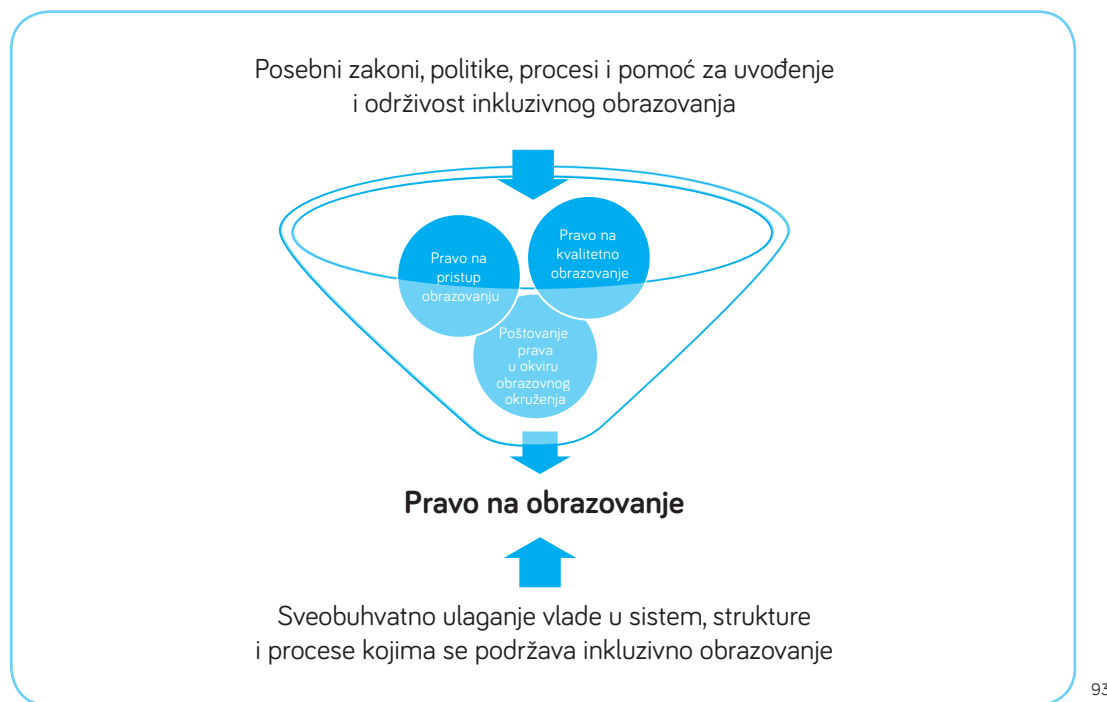 Posebni zakoni, politike, procesi i pomoć za uvođenje
i održivost inkluzivnog obrazovanja
Pravo na
pristup
obrazovanju
Pravo na
kvalitetno
obrazovanje
Poštovanje
prava
u okviru
obrazovnog
okruženja
Pravo na obrazovanje
Sveobuhvatno ulaganje vlade u sistem, strukture
i procese kojima se podržava inkluzivno obrazovanje
93